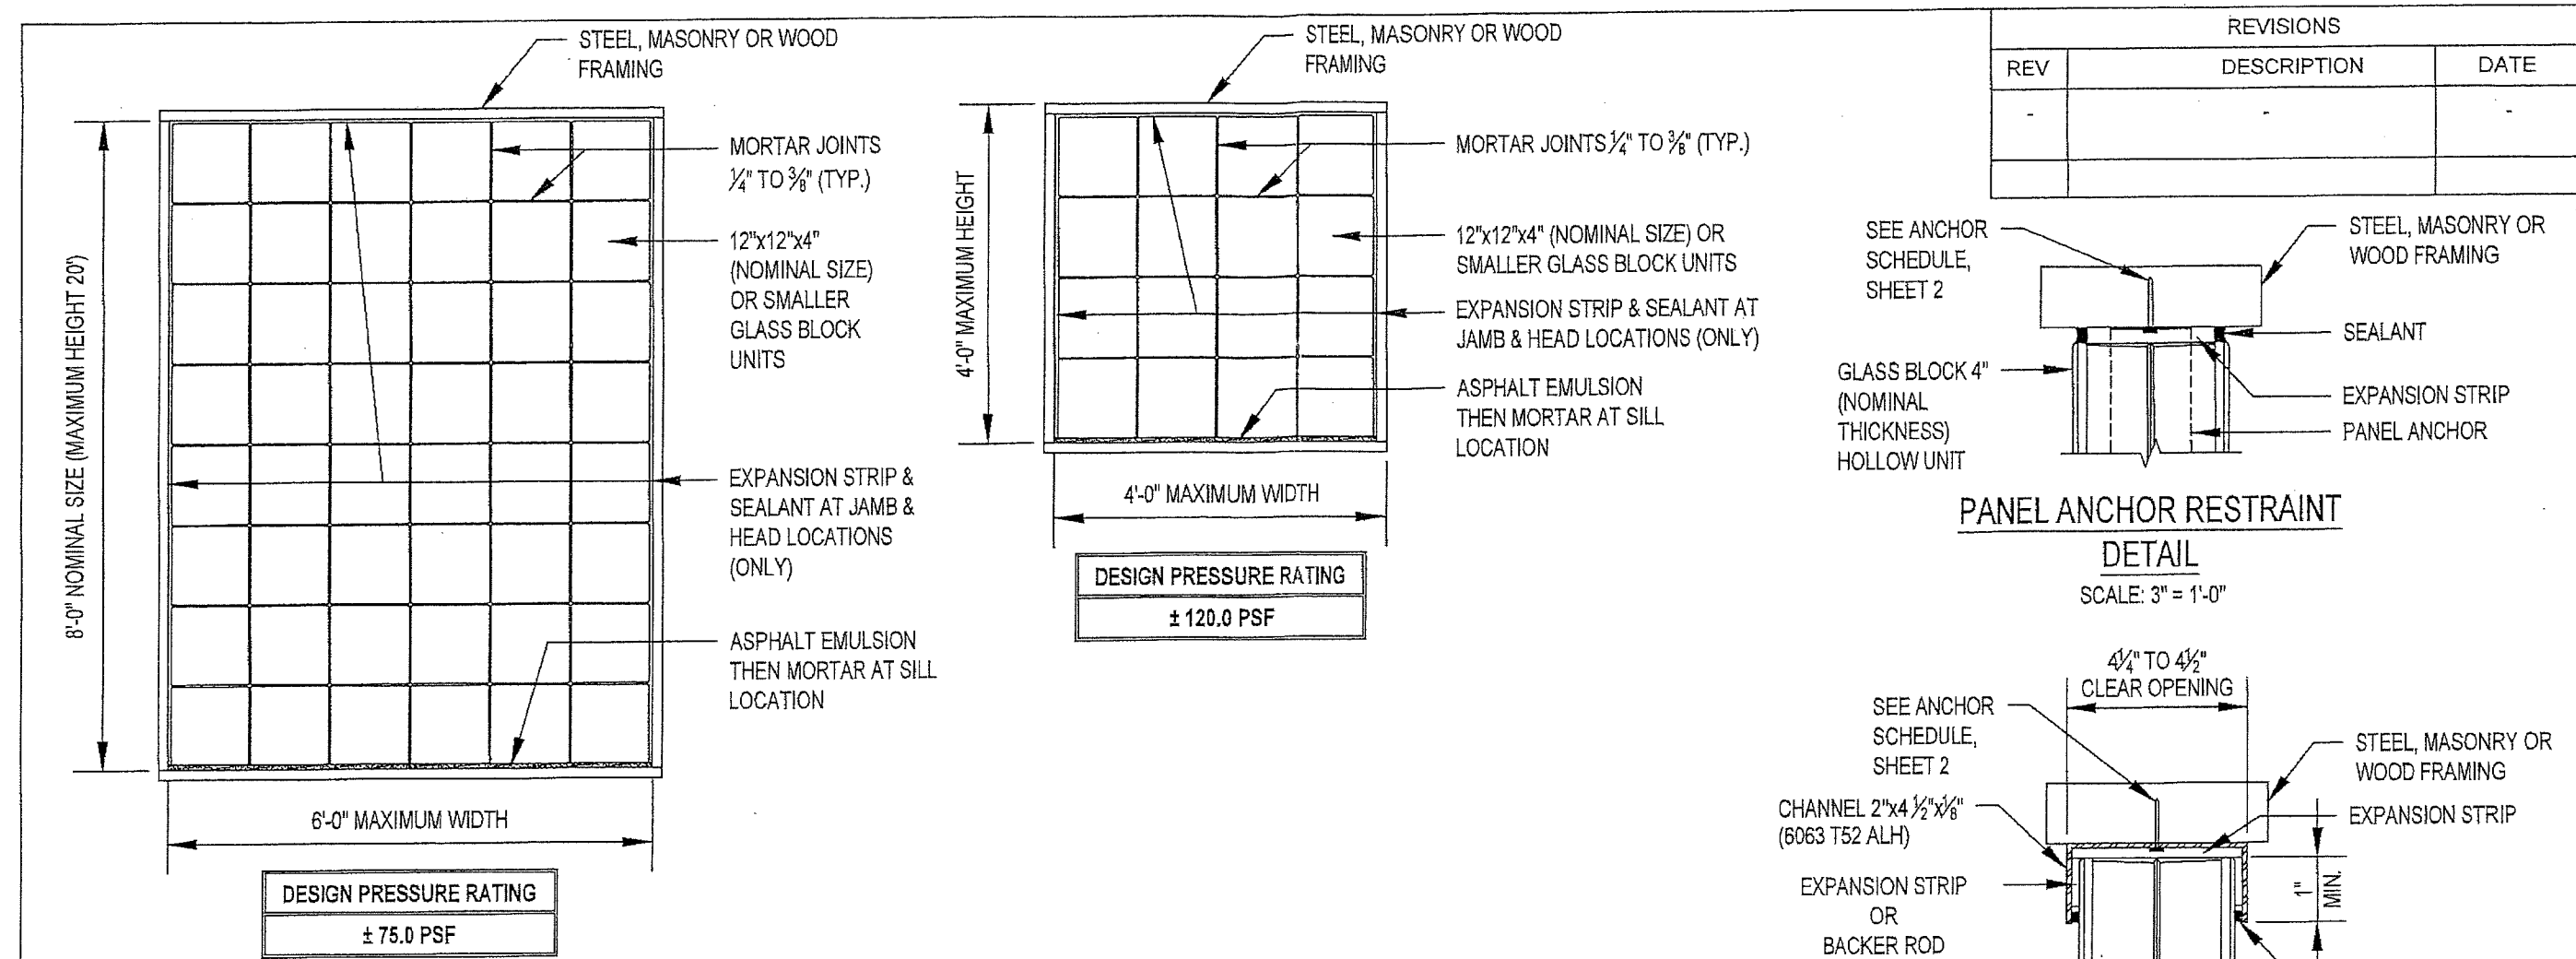 STEEL, MASONRY OR WOOD
FRAMING
MORTAR JOINTS
1/4" TO 3/8" (TYP.)
12"x12"x4"
(NOMINAL SIZE)
OR SMALLER
GLASS BLOCK
UNITS
EXPANSION STRIP &
SEALANT AT JAMB &
HEAD LOCATIONS
(ONLY)
ASPHALT EMULSION
THEN MORTAR AT SILL
LOCATION
8'-0" NOMINAL SIZE (MAXIMUM HEIGHT 20')
6'-0" MAXIMUM WIDTH
DESIGN PRESSURE RATING
± 75.0 PSF
STEEL, MASONRY OR WOOD
FRAMING
MORTAR JOINTS 1/4" TO 3/8" (TYP.)
12"x12"x4" (NOMINAL SIZE) OR
SMALLER GLASS BLOCK UNITS
EXPANSION STRIP & SEALANT AT
JAMB & HEAD LOCATIONS (ONLY)
ASPHALT EMULSION
THEN MORTAR AT SILL
LOCATION
4'-0" MAXIMUM HEIGHT
4'-0" MAXIMUM WIDTH
DESIGN PRESSURE RATING
± 120.0 PSF
REVISIONS
REV DESCRIPTION DATE
- - -
SEE ANCHOR
SCHEDULE,
SHEET 2
STEEL, MASONRY OR
WOOD FRAMING
SEALANT
GLASS BLOCK 4"
(NOMINAL
THICKNESS)
HOLLOW UNIT
EXPANSION STRIP
PANEL ANCHOR
PANEL ANCHOR RESTRAINT
DETAIL
SCALE: 3" = 1'-0"
4 1/4" TO 4 1/2"
CLEAR OPENING
SEE ANCHOR
SCHEDULE,
SHEET 2
STEEL, MASONRY OR
WOOD FRAMING
CHANNEL 2"x4 1/2"x1/8"
(6063 T52 ALH)
EXPANSION STRIP
EXPANSION STRIP
OR
BACKER ROD
1"
MIN.